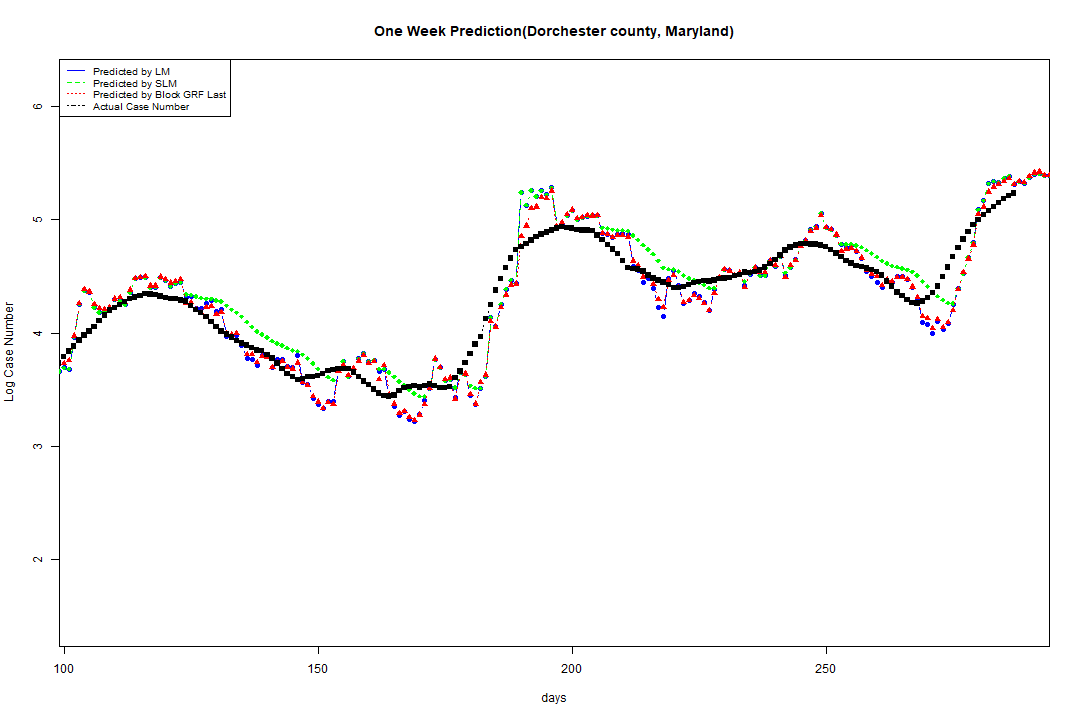 One Week Prediction(Dorchester county, Maryland)
Predicted by LM
Predicted by SLM
Predicted by Block GRF Last
Actual Case Number
6
5
4
3
2
Log Case Number
100 150 200 250
days